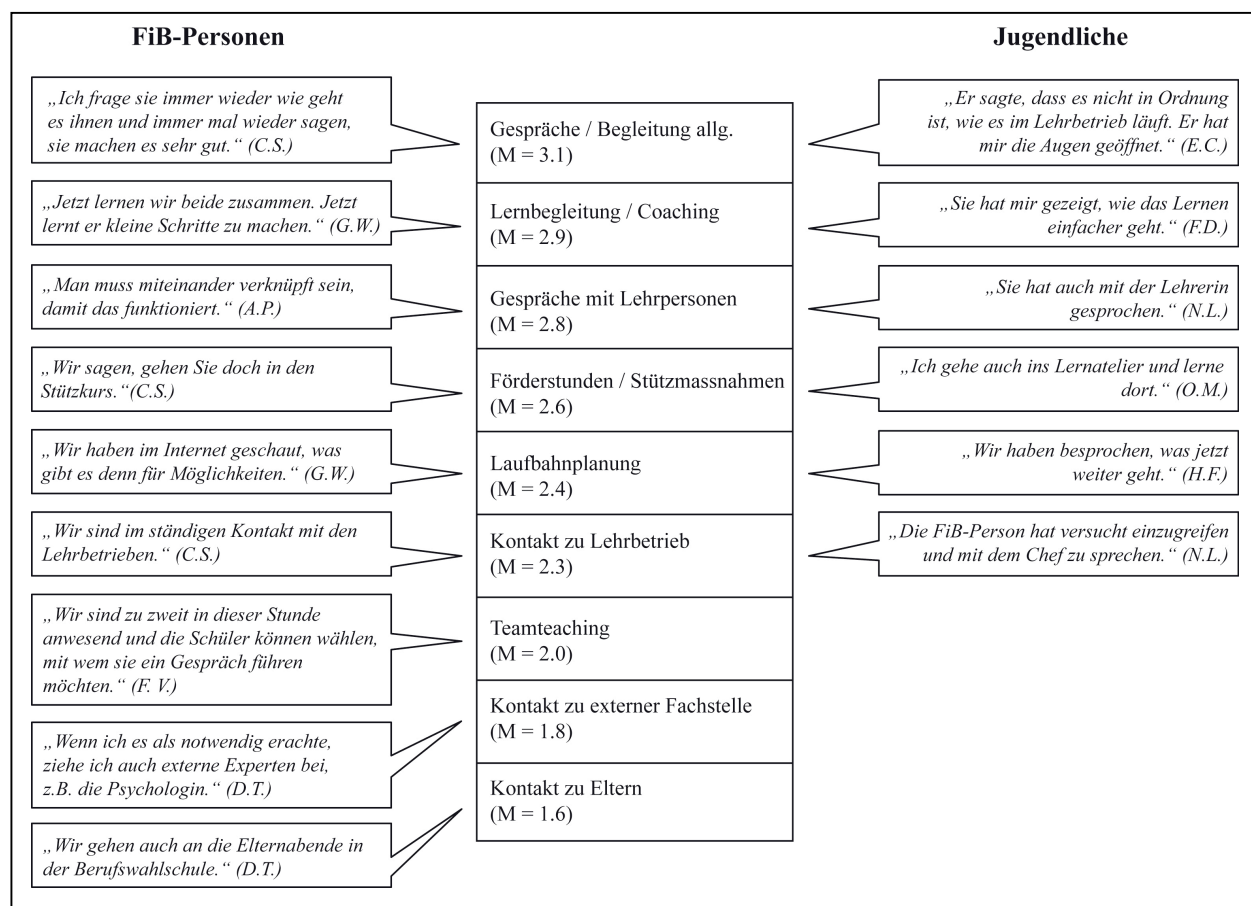 FiB-Personen
Jugendliche
„Ich frage sie immer wieder wie geht
es ihnen und immer mal wieder sagen,
sie machen es sehr gut.“ (C.S.)
„Jetzt lernen wir beide zusammen. Jetzt
lernt er kleine Schritte zu machen.“ (G.W.)
„Man muss miteinander verknüpft sein,
damit das funktioniert.“ (A.P.)
„Wir sagen, gehen Sie doch in den
Stützkurs.“(C.S.)
„Wir haben im Internet geschaut, was
gibt es denn für Möglichkeiten.“ (G.W.)
„Wir sind im ständigen Kontakt mit den
Lehrbetrieben.“ (C.S.)
„Wir sind zu zweit in dieser Stunde
anwesend und die Schüler können wählen,
mit wem sie ein Gespräch führen
möchten.“ (F. V.)
„Wenn ich es als notwendig erachte,
ziehe ich auch externe Experten bei,
z.B. die Psychologin.“ (D.T.)
„Wir gehen auch an die Elternabende in
der Berufswahlschule.“ (D.T.)
Gespräche / Begleitung allg.
(M = 3.1)
Lernbegleitung / Coaching
(M = 2.9)
Gespräche mit Lehrpersonen
(M = 2.8)
Förderstunden / Stützmassnahmen
(M = 2.6)
Laufbahnplanung
(M = 2.4)
Kontakt zu Lehrbetrieb
(M = 2.3)
Teamteaching
(M = 2.0)
Kontakt zu externer Fachstelle
(M = 1.8)
Kontakt zu Eltern
(M = 1.6)
„Er sagte, dass es nicht in Ordnung
ist, wie es im Lehrbetrieb läuft. Er hat
mir die Augen geöffnet.“ (E.C.)
„Sie hat mir gezeigt, wie das Lernen
einfacher geht.“ (F.D.)
„Sie hat auch mit der Lehrerin
gesprochen.“ (N.L.)
„Ich gehe auch ins Lernatelier und lerne
dort.“ (O.M.)
„Wir haben besprochen, was jetzt
weiter geht.“ (H.F.)
„Die FiB-Person hat versucht einzugreifen
und mit dem Chef zu sprechen.“ (N.L.)